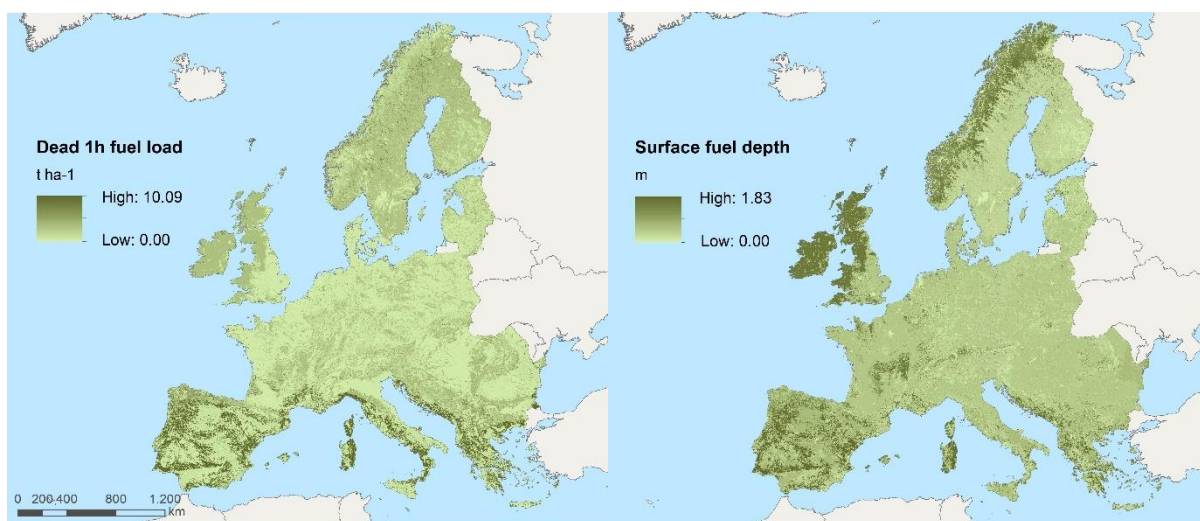 Dead 1h fuel load
t ha-1
High: 10.09
Low: 0.00
0 200 400 800 1.200
km
Surface fuel depth
m
High: 1.83
Low: 0.00